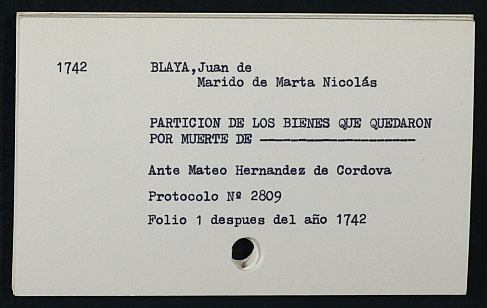 1742 BLAYA,Juan de
Marido de Marta Nicolás
PARTICION DE LOS BIENES QUE QUEDARON
POR MUERTE DE ————————————————————
Ante Mateo Hernandez de Cordova
Protocolo Nº 2809
Folio 1 despues del año 1742